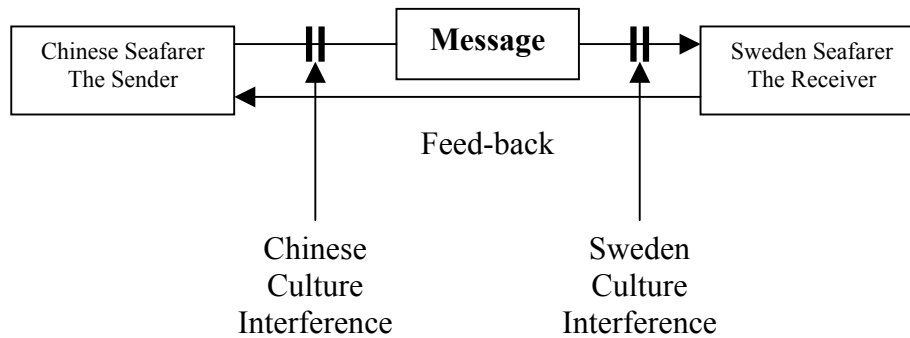 Chinese Seafarer
The Sender
Message
Sweden Seafarer
The Receiver
Feed-back
Chinese
Culture
Interference
Sweden
Culture
Interference